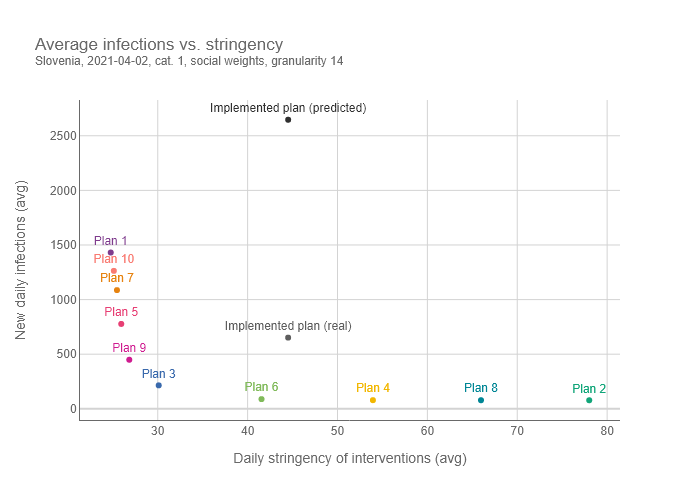 Average infections vs. stringency
Slovenia, 2021-04-02, cat. 1, social weights, granularity 14
Implemented plan (predicted)
2500
2000
Plan 1
1500
Plan 10
Plan 7
1000
Plan 5
Implemented plan (real)
Plan 9
500
Plan 3
Plan 6
Plan 4
Plan 8
Plan 2
0
30
40
50
60
70
80
New daily infections (avg)
Daily stringency of interventions (avg)